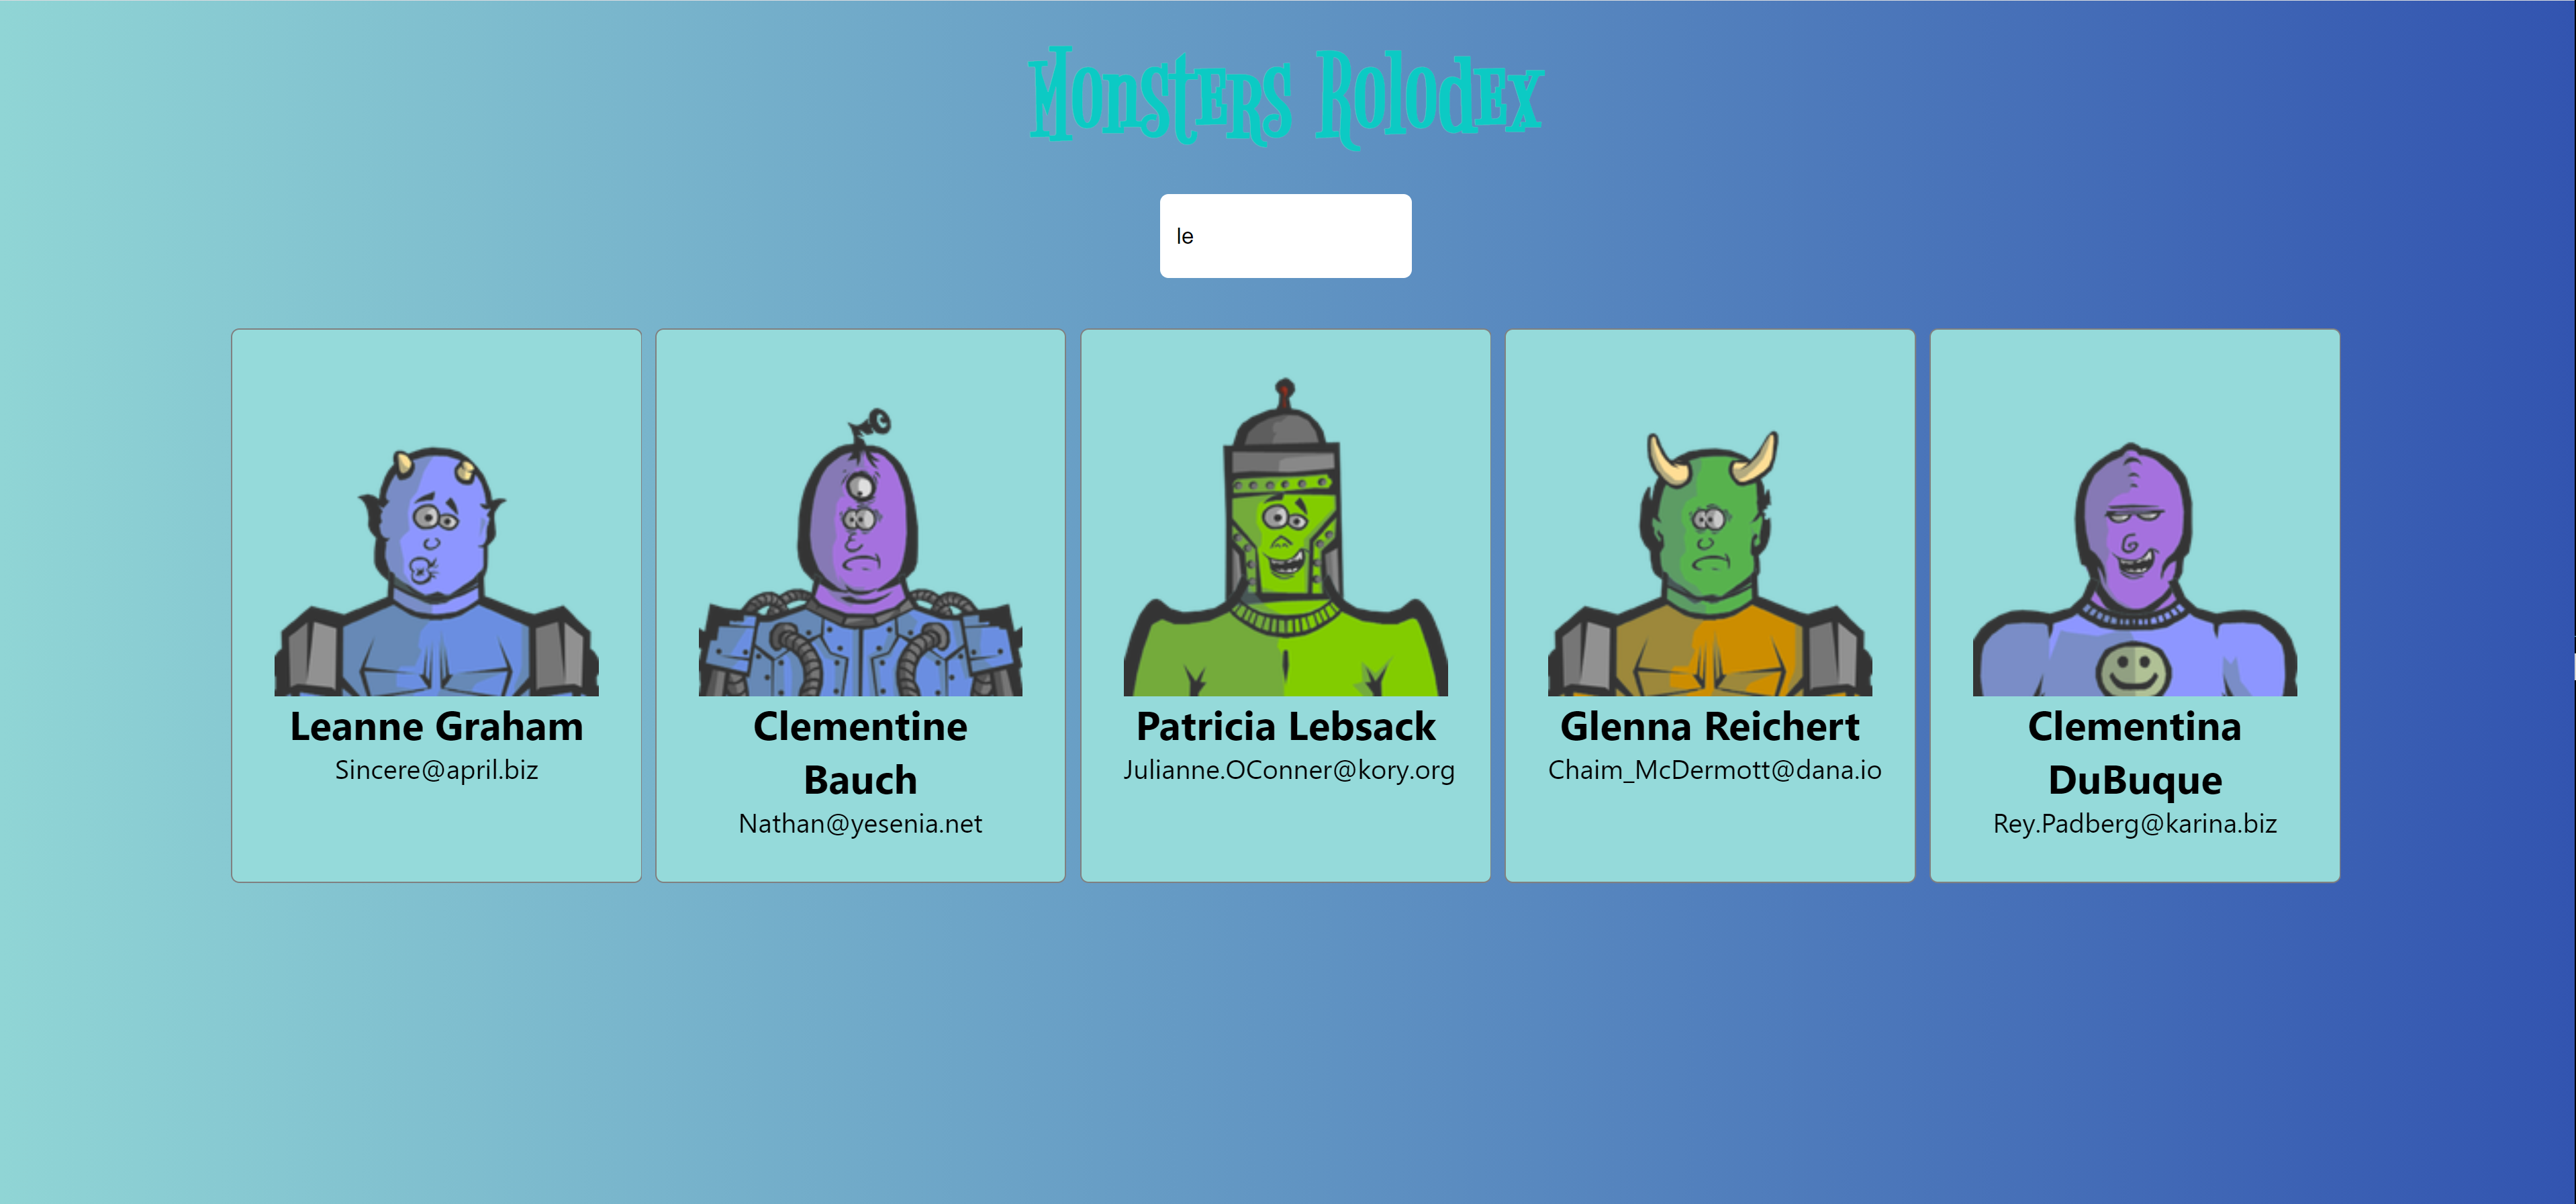 Monsters Rolodex
le
Leanne Graham
Sincere@april.biz
Clementine
Bauch
Nathan@yesenia.net
Patricia Lebsack
Julianne.OConner@kory.org
Glenna Reichert
Chaim_McDermott@dana.io
Clementina
DuBuque
Rey.Padberg@karina.biz